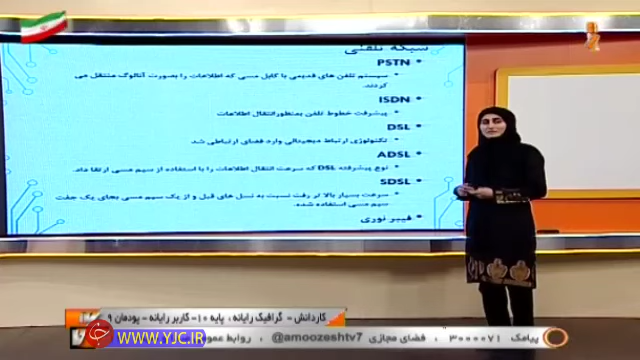 شبکه تلفنی
PSTN
سیستم تلفن های قدیمی با کابل مسی که اطلاعات را بصورت آنالوگ منتقل می
کردند.
ISDN
پیشرفت خطوط تلفن بمنظورانتقال اطلاعات
DSL
تکنولوژی ارتباط دیجیتالی وارد فضای ارتباطی شد
ADSL
نوع پیشرفته DSL که سرعت انتقال اطلاعات را با استفاده از سیم مسی ارتقا داد.
SDSL
سرعت بسیار بالا تر رفت نسبت به نسل های قبل و از یک سیم مسی بجای یک جفت
سیم مسی استفاده شده.
فیبر نوری
کاردانش - گرافیک رایانه ، پایه ۱۰- کاربر رایانه - پودمان ۹
WWW.YJC.IR
پیامک ۳۰۰۰۰۷۱ ، فضای مجازی @amoozeshtv7 ، روابط عمومی